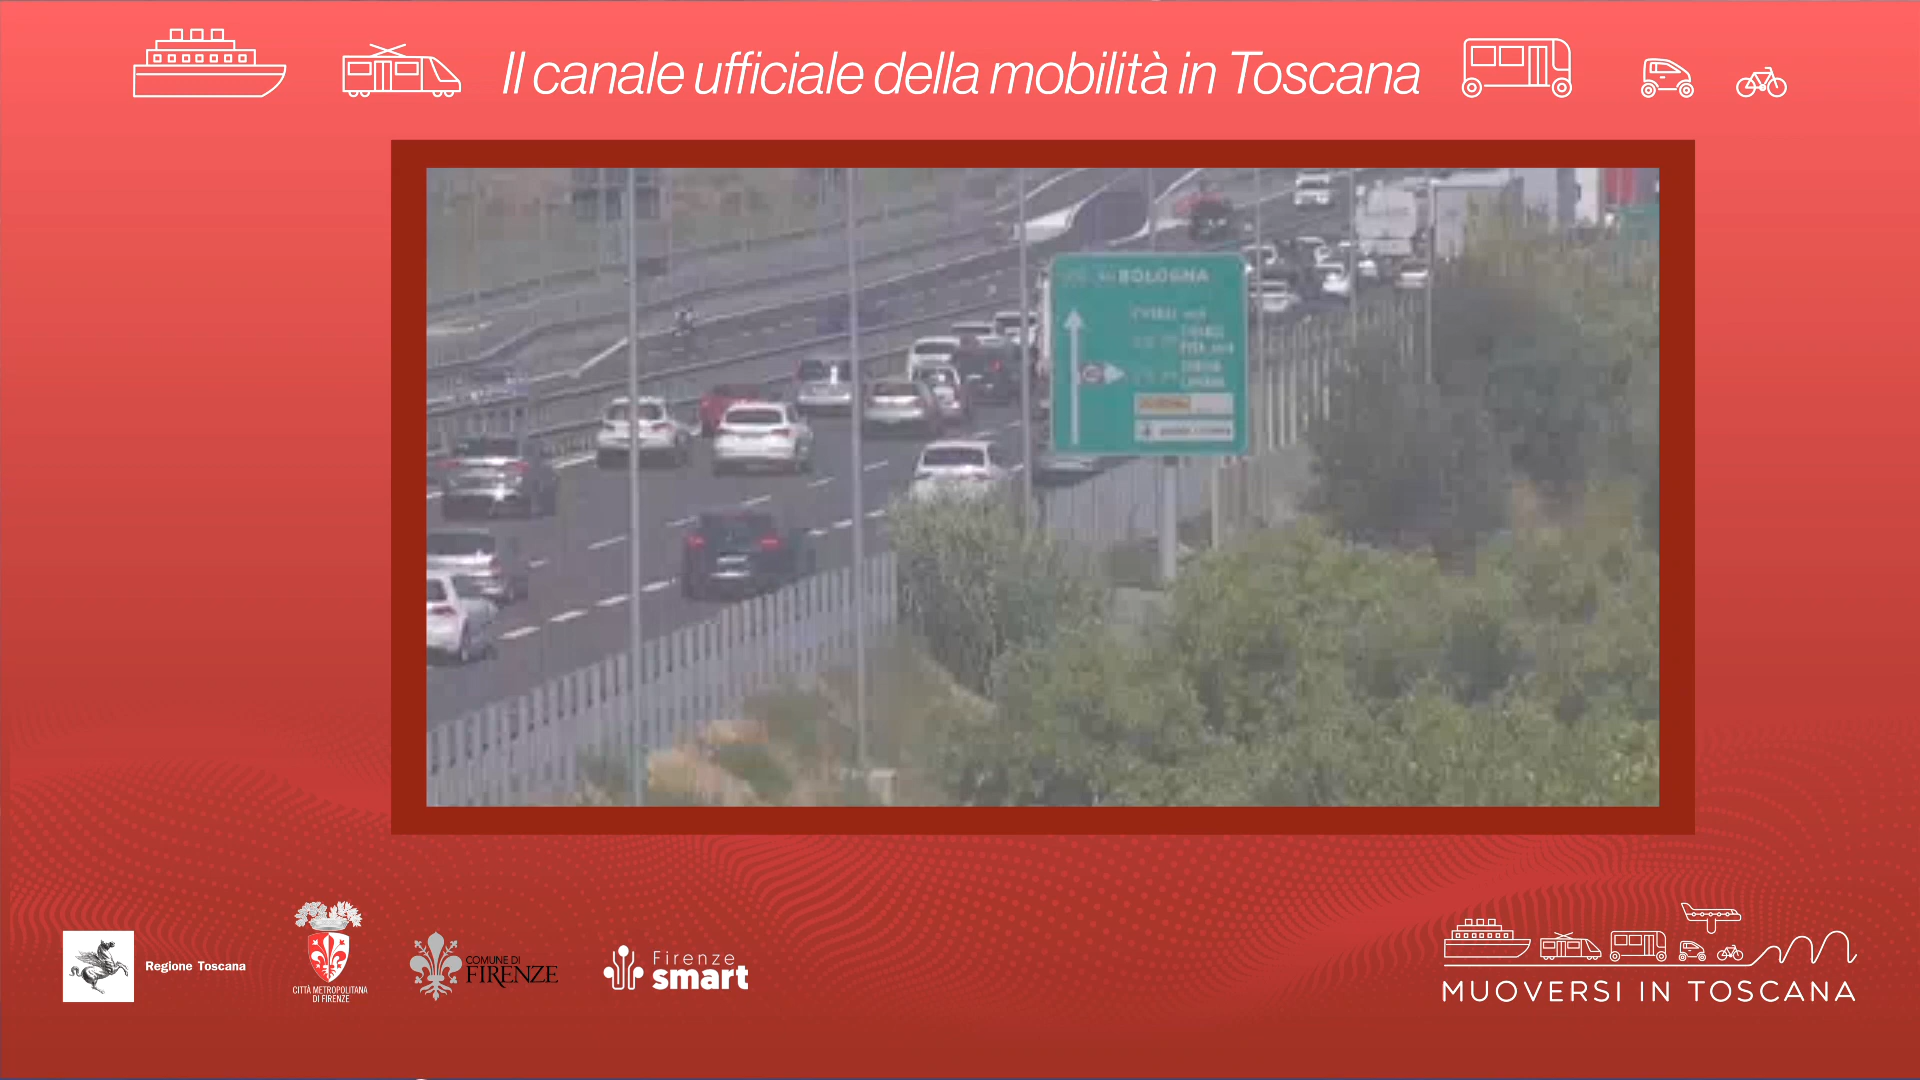 Il canale ufficiale della mobilità in Toscana
BOLOGNA
Regione Toscana
CITTÀ METROPOLITANA
DI FIRENZE
COMUNE DI
FIRENZE
Firenze
smart
MUOVERSI IN TOSCANA